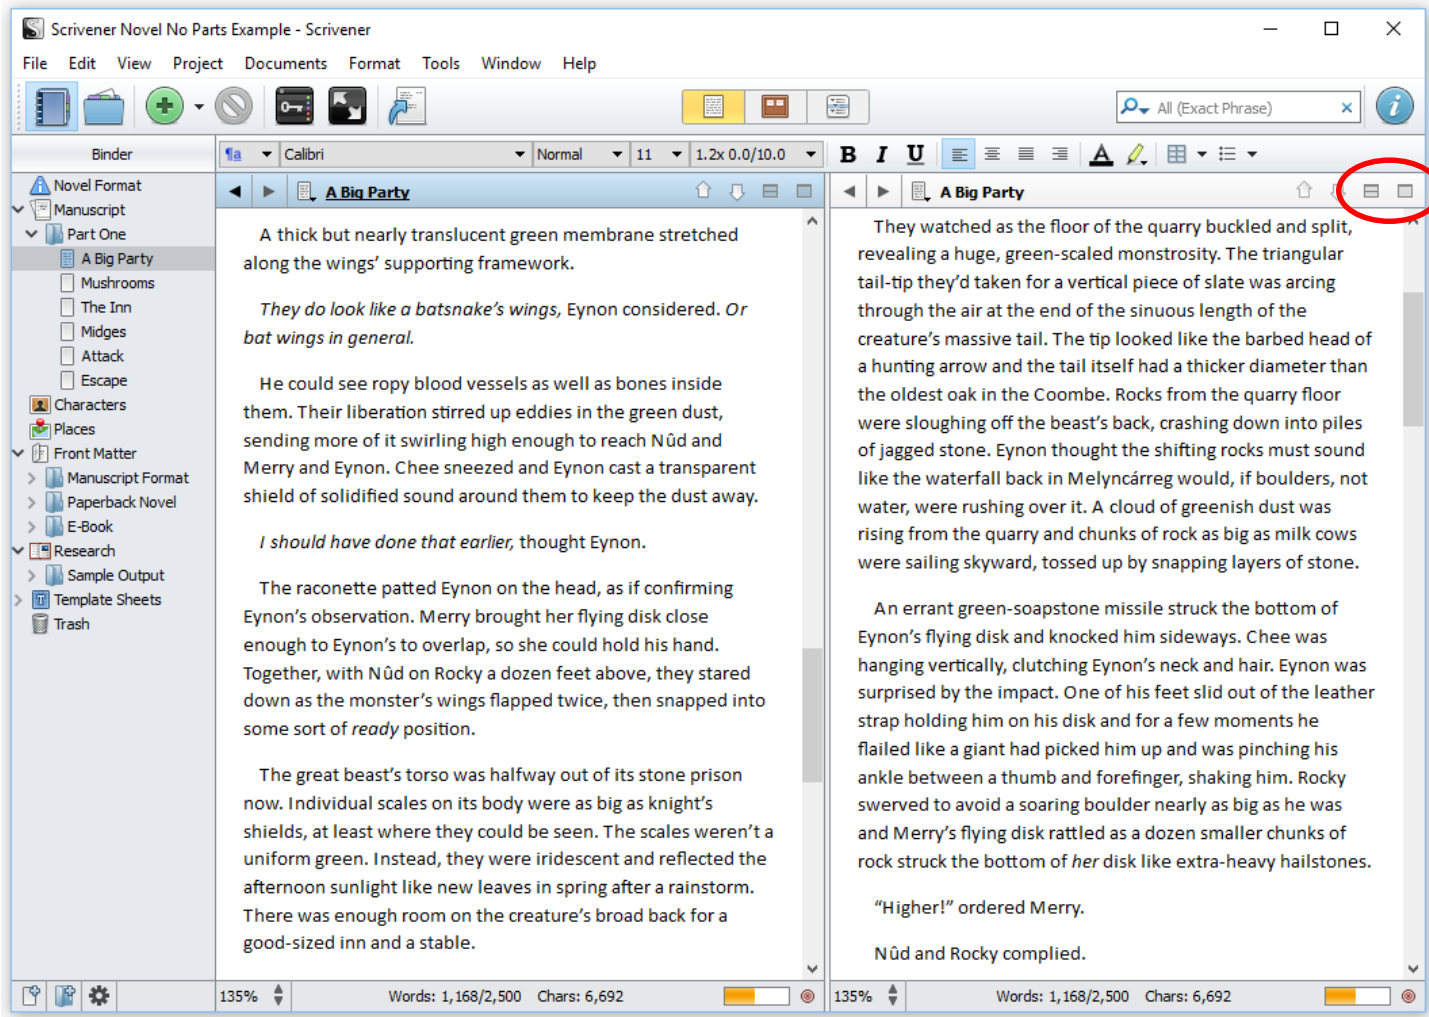 Scrivener Novel No Parts Example - Scrivener
File Edit View Project Documents Format Tools Window Help
All (Exact Phrase)
Binder
¶a Calibri Normal 11 1.2x 0.0/10.0 B I U A
Novel Format
Manuscript
Part One
A Big Party
Mushrooms
The Inn
Midges
Attack
Escape
Characters
Places
Front Matter
Manuscript Format
Paperback Novel
E-Book
Research
Sample Output
Template Sheets
Trash
A Big Party
A thick but nearly translucent green membrane stretched
along the wings’ supporting framework.
They do look like a batsnake’s wings, Eynon considered. Or
bat wings in general.
He could see ropy blood vessels as well as bones inside
them. Their liberation stirred up eddies in the green dust,
sending more of it swirling high enough to reach Nûd and
Merry and Eynon. Chee sneezed and Eynon cast a transparent
shield of solidified sound around them to keep the dust away.
I should have done that earlier, thought Eynon.
The raconette patted Eynon on the head, as if confirming
Eynon’s observation. Merry brought her flying disk close
enough to Eynon’s to overlap, so she could hold his hand.
Together, with Nûd on Rocky a dozen feet above, they stared
down as the monster’s wings flapped twice, then snapped into
some sort of ready position.
The great beast’s torso was halfway out of its stone prison
now. Individual scales on its body were as big as knight’s
shields, at least where they could be seen. The scales weren’t a
uniform green. Instead, they were iridescent and reflected the
afternoon sunlight like new leaves in spring after a rainstorm.
There was enough room on the creature’s broad back for a
good-sized inn and a stable.
135% Words: 1,168/2,500 Chars: 6,692
A Big Party
They watched as the floor of the quarry buckled and split,
revealing a huge, green-scaled monstrosity. The triangular
tail-tip they’d taken for a vertical piece of slate was arcing
through the air at the end of the sinuous length of the
creature’s massive tail. The tip looked like the barbed head of
a hunting arrow and the tail itself had a thicker diameter than
the oldest oak in the Coombe. Rocks from the quarry floor
were sloughing off the beast’s back, crashing down into piles
of jagged stone. Eynon thought the shifting rocks must sound
like the waterfall back in Melyncárreg would, if boulders, not
water, were rushing over it. A cloud of greenish dust was
rising from the quarry and chunks of rock as big as milk cows
were sailing skyward, tossed up by snapping layers of stone.
An errant green-soapstone missile struck the bottom of
Eynon’s flying disk and knocked him sideways. Chee was
hanging vertically, clutching Eynon’s neck and hair. Eynon was
surprised by the impact. One of his feet slid out of the leather
strap holding him on his disk and for a few moments he
flailed like a giant had picked him up and was pinching his
ankle between a thumb and forefinger, shaking him. Rocky
swerved to avoid a soaring boulder nearly as big as he was
and Merry’s flying disk rattled as a dozen smaller chunks of
rock struck the bottom of her disk like extra-heavy hailstones.
“Higher!” ordered Merry.
Nûd and Rocky complied.
135% Words: 1,168/2,500 Chars: 6,692